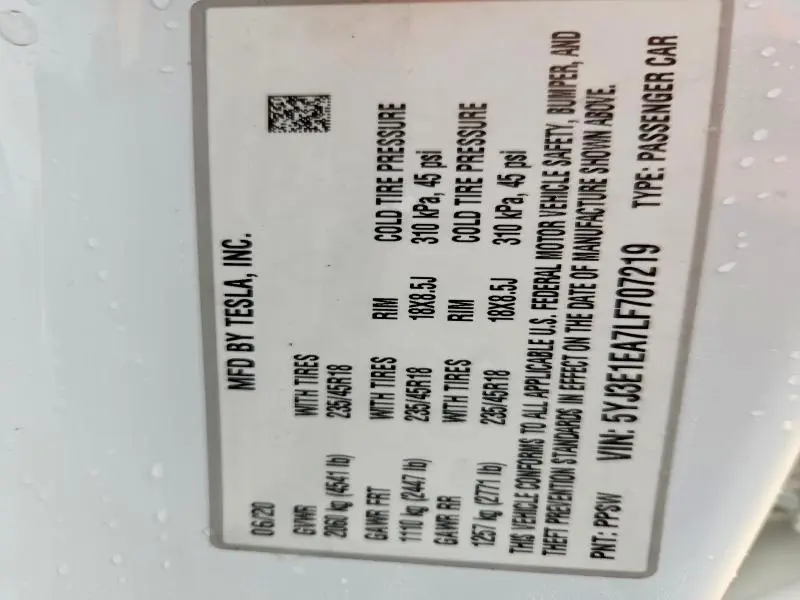 MFD BY TESLA, INC.
06/20
GVWR WITH TIRES
2060 kg (4541 lb) 235/45R18
GAWR FRT WITH TIRES RIM COLD TIRE PRESSURE
1110 kg (2447 lb) 235/45R18 18X8.5J 310 kPa, 45 psi
GAWR RR WITH TIRES RIM COLD TIRE PRESSURE
1257 kg (2771 lb) 235/45R18 18X8.5J 310 kPa, 45 psi
THIS VEHICLE CONFORMS TO ALL APPLICABLE U.S. FEDERAL MOTOR VEHICLE SAFETY, BUMPER, AND
THEFT PREVENTION STANDARDS IN EFFECT ON THE DATE OF MANUFACTURE SHOWN ABOVE.
PNT: PPSW VIN: 5YJ3E1EA7LF707219 TYPE: PASSENGER CAR